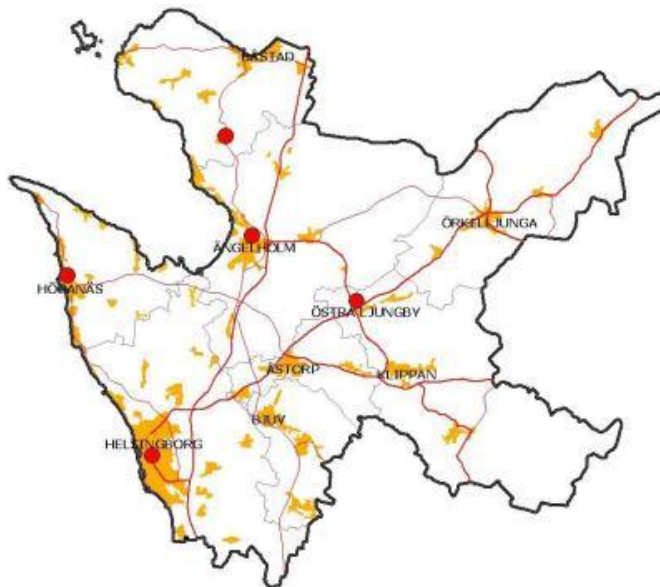 BÅSTAD
ÖRKELLJUNGA
ÄNGELHOLM
HÖGANÄS
ÖSTRA LJUNGBY
ÅSTORP
KLIPPAN
BJUV
HELSINGBORG